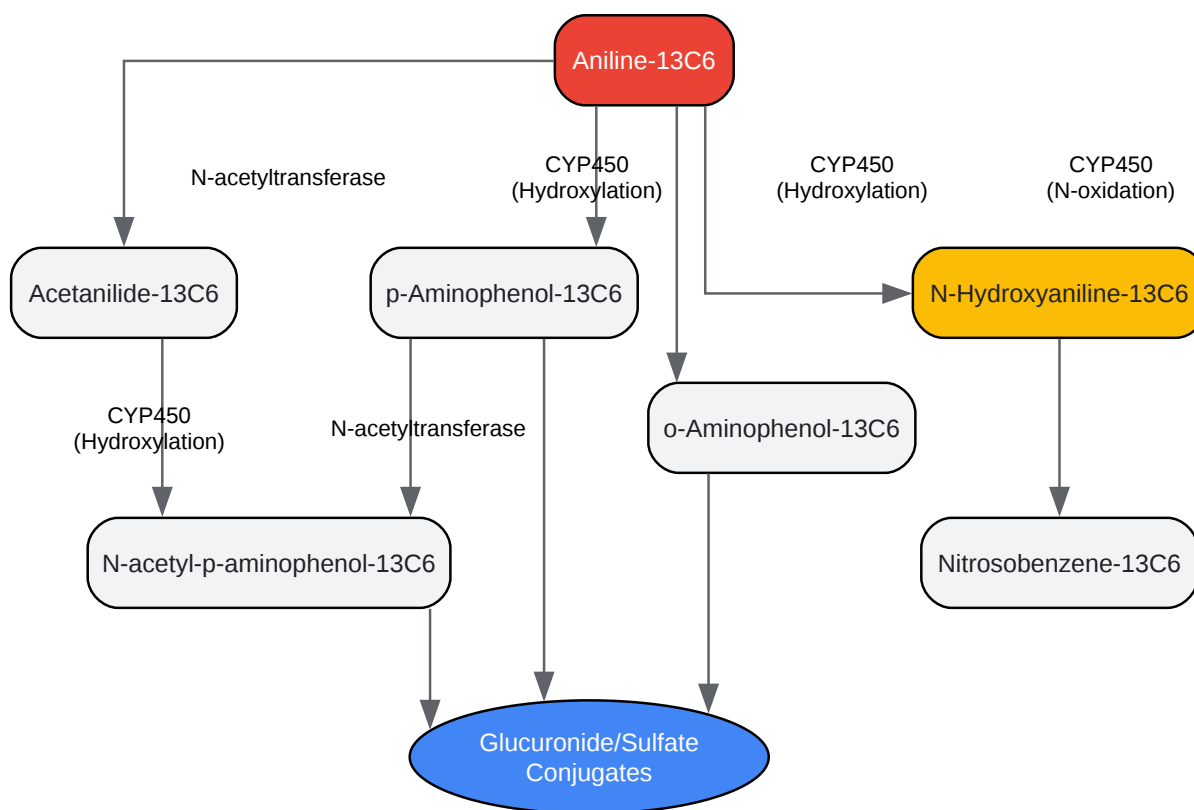 Aniline-13C6
N-acetyltransferase
CYP450
(Hydroxylation)
CYP450
(Hydroxylation)
CYP450
(N-oxidation)
Acetanilide-13C6
p-Aminophenol-13C6
N-Hydroxyaniline-13C6
CYP450
(Hydroxylation)
N-acetyltransferase
o-Aminophenol-13C6
N-acetyl-p-aminophenol-13C6
Nitrosobenzene-13C6
Glucuronide/Sulfate
Conjugates